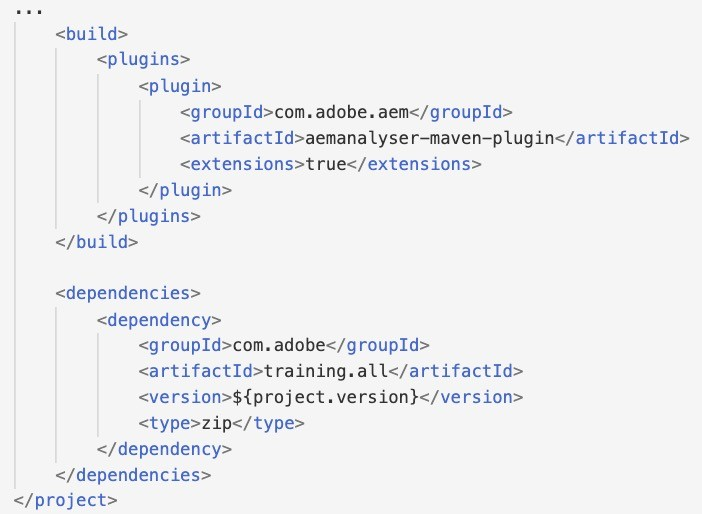 ...
    <build>
        <plugins>
            <plugin>
                <groupId>com.adobe.aem</groupId>
                <artifactId>aemanalyser-maven-plugin</artifactId>
                <extensions>true</extensions>
            </plugin>
        </plugins>
    </build>

    <dependencies>
        <dependency>
            <groupId>com.adobe</groupId>
            <artifactId>training.all</artifactId>
            <version>${project.version}</version>
            <type>zip</type>
        </dependency>
    </dependencies>
</project>